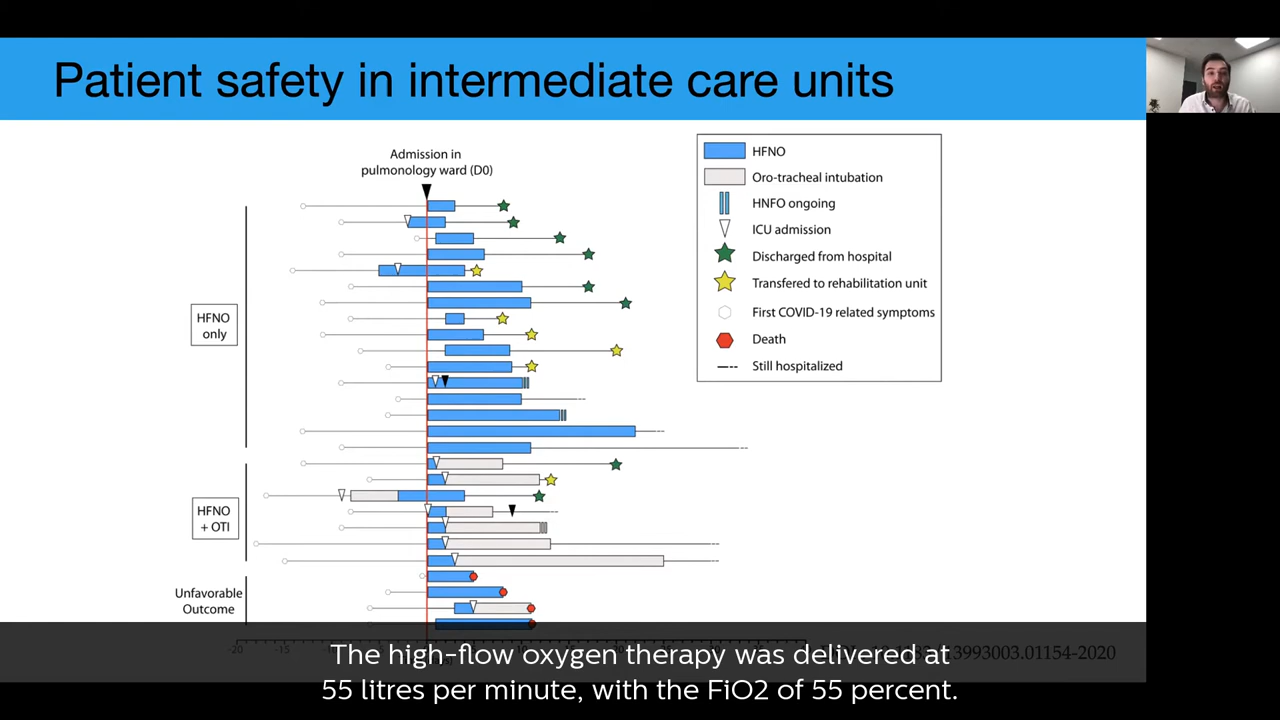 Patient safety in intermediate care units
Admission in
pulmonology ward (D0)
HFNO
Oro-tracheal intubation
HNFO ongoing
ICU admission
Discharged from hospital
Transfered to rehabilitation unit
First COVID-19 related symptoms
Death
Still hospitalized
HFNO
only
HFNO
+ OTI
Unfavorable
Outcome
-20
-15
The high-flow oxygen therapy was delivered at
55 litres per minute, with the FiO2 of 55 percent.
13993003.01154-2020